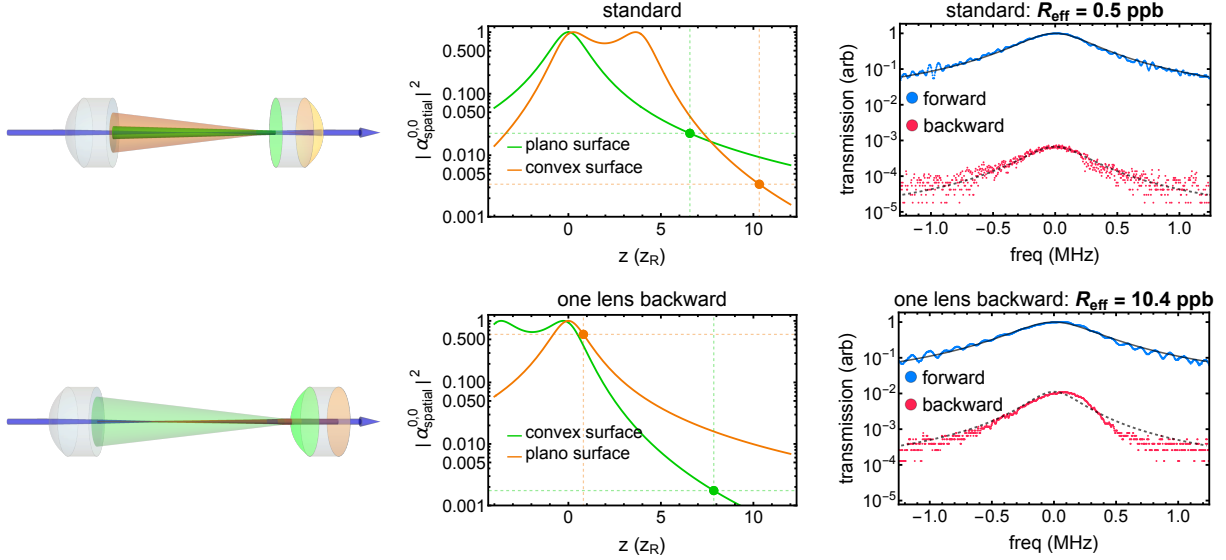 standard
1
0.500
0.100
0.050
0.010
0.005
0.001
| α^{0,0}_{spatial} | ²
plano surface
convex surface
0
5
10
z (z_R)
standard: R_eff = 0.5 ppb
1
10⁻¹
10⁻²
10⁻³
10⁻⁴
10⁻⁵
transmission (arb)
forward
backward
-1.0
-0.5
0.0
0.5
1.0
freq (MHz)
one lens backward
1
0.500
0.100
0.050
0.010
0.005
0.001
| α^{0,0}_{spatial} | ²
convex surface
plano surface
0
5
10
z (z_R)
one lens backward: R_eff = 10.4 ppb
1
10⁻¹
10⁻²
10⁻³
10⁻⁴
10⁻⁵
transmission (arb)
forward
backward
-1.0
-0.5
0.0
0.5
1.0
freq (MHz)